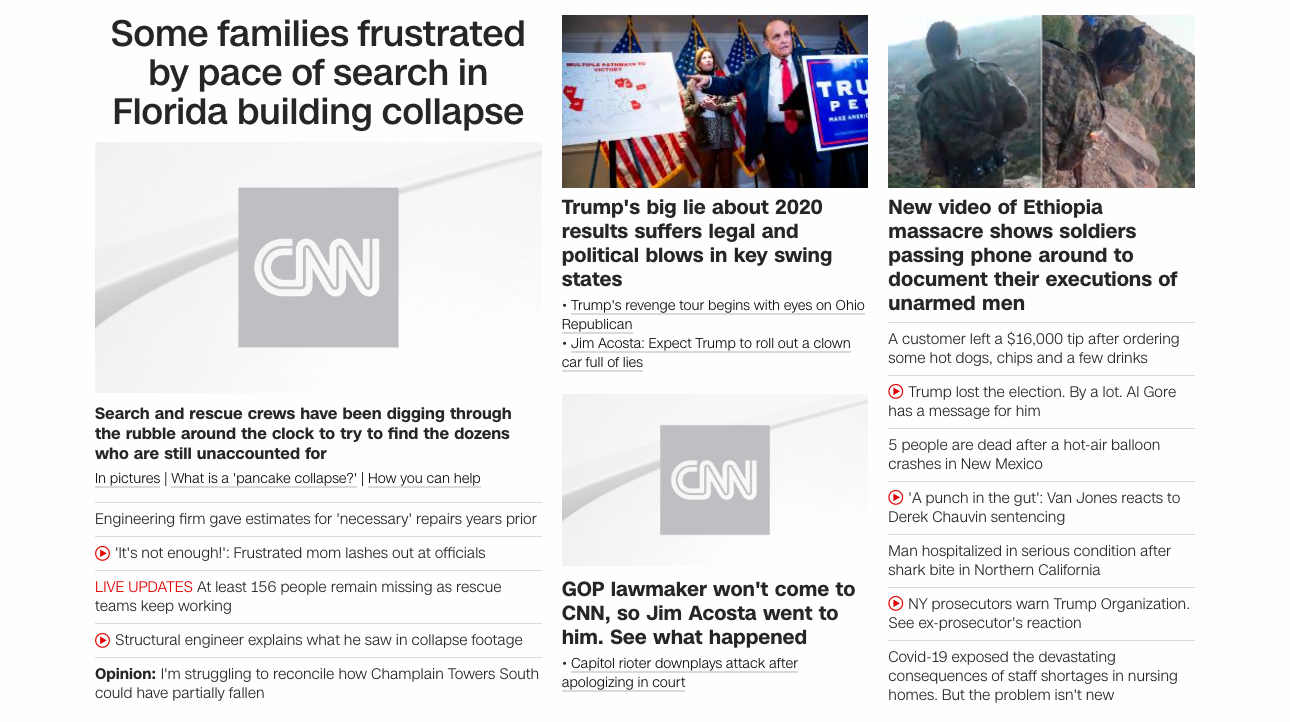 Some families frustrated
by pace of search in
Florida building collapse
CNN
Search and rescue crews have been digging through
the rubble around the clock to try to find the dozens
who are still unaccounted for
In pictures | What is a 'pancake collapse?' | How you can help
Engineering firm gave estimates for 'necessary' repairs years prior
'It's not enough!': Frustrated mom lashes out at officials
LIVE UPDATES At least 156 people remain missing as rescue
teams keep working
Structural engineer explains what he saw in collapse footage
Opinion: I'm struggling to reconcile how Champlain Towers South
could have partially fallen
MULTIPLE PATHWAYS TO
VICTORY
TRU
PE
MAKE AMERIC
Trump's big lie about 2020
results suffers legal and
political blows in key swing
states
• Trump's revenge tour begins with eyes on Ohio
Republican
• Jim Acosta: Expect Trump to roll out a clown
car full of lies
CNN
GOP lawmaker won't come to
CNN, so Jim Acosta went to
him. See what happened
• Capitol rioter downplays attack after
apologizing in court
New video of Ethiopia
massacre shows soldiers
passing phone around to
document their executions of
unarmed men
A customer left a $16,000 tip after ordering
some hot dogs, chips and a few drinks
Trump lost the election. By a lot. Al Gore
has a message for him
5 people are dead after a hot-air balloon
crashes in New Mexico
'A punch in the gut': Van Jones reacts to
Derek Chauvin sentencing
Man hospitalized in serious condition after
shark bite in Northern California
NY prosecutors warn Trump Organization.
See ex-prosecutor's reaction
Covid-19 exposed the devastating
consequences of staff shortages in nursing
homes. But the problem isn't new